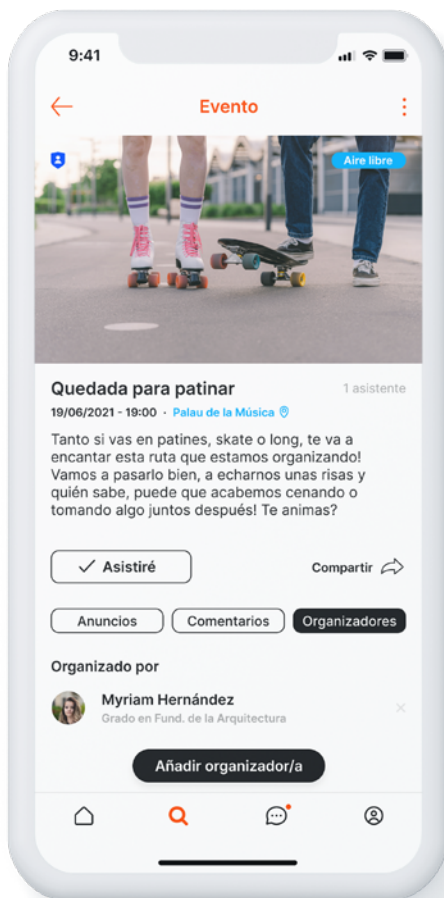 9:41
Evento
Aire libre
Quedada para patinar
1 asistente
19/06/2021 - 19:00 · Palau de la Música
Tanto si vas en patines, skate o long, te va a
encantar esta ruta que estamos organizando!
Vamos a pasarlo bien, a echarnos unas risas y
quién sabe, puede que acabemos cenando o
tomando algo juntos después! Te animas?
Asistiré
Compartir
Anuncios
Comentarios
Organizadores
Organizado por
Myriam Hernández
Grado en Fund. de la Arquitectura
Añadir organizador/a